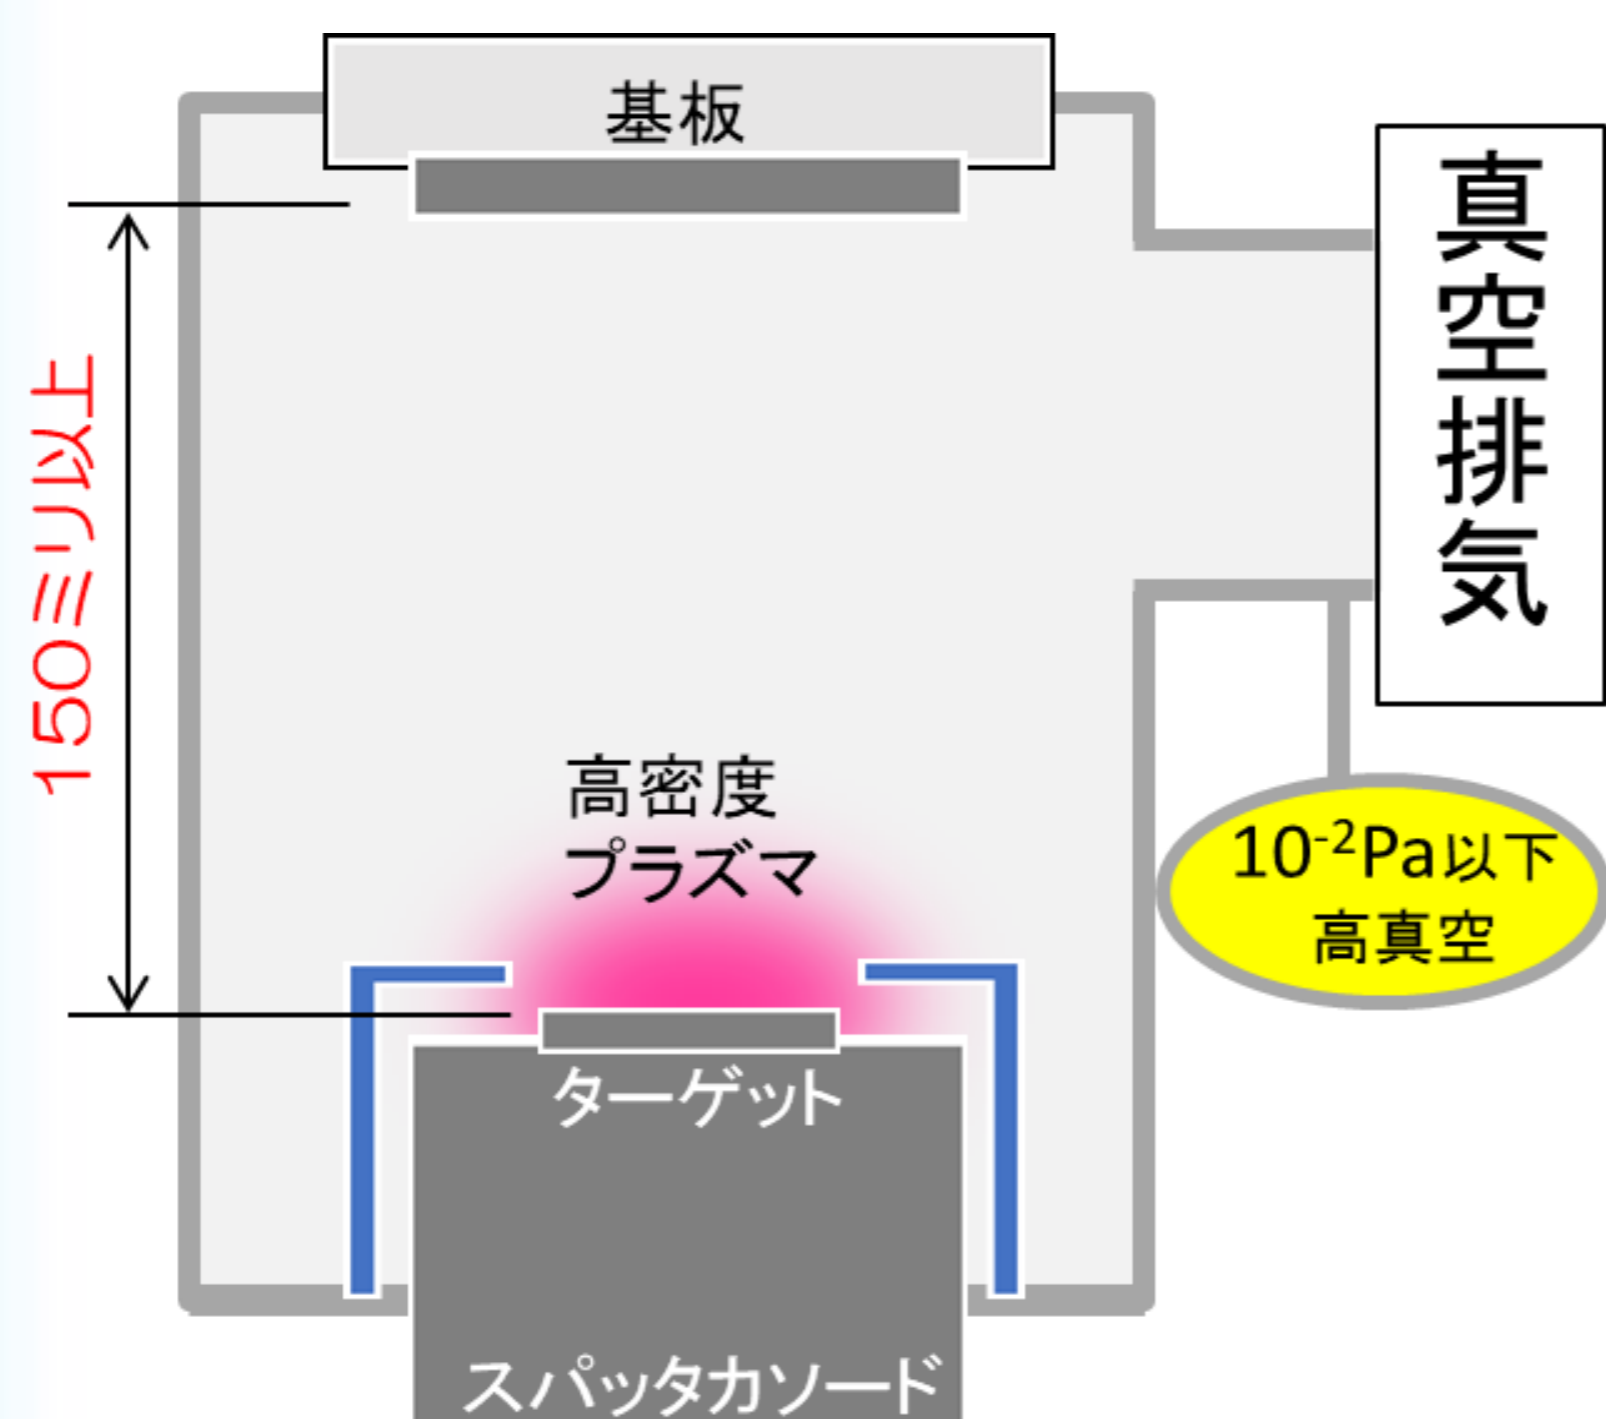 基板
真空排気
150ミリ以上
高密度
プラズマ
10⁻²Pa以下
高真空
ターゲット
スパッタカソード